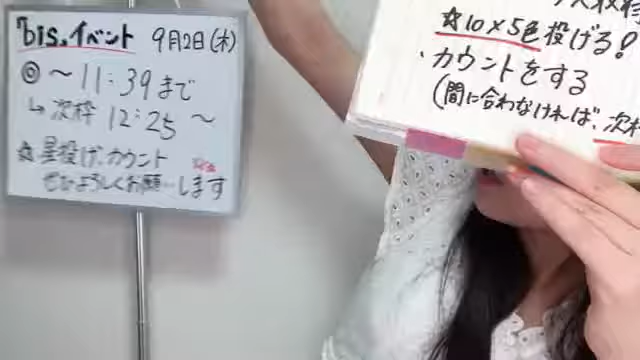 『bis』イベント 9月2日(木)
◎ ~11:39まで
↳ 次枠 12:25~
☆星投げ、カウント
ぜひよろしくお願いします
☆10×5色投げる!
・カウントをする
(間に合わなければ、次枠